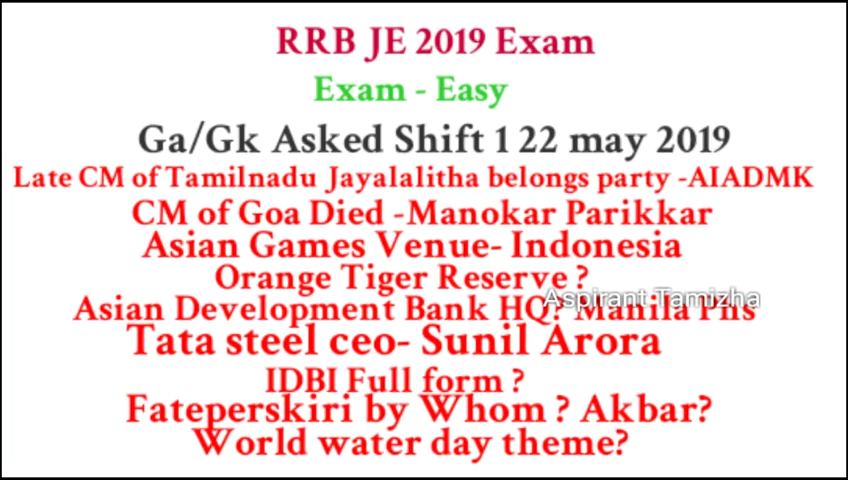 RRB JE 2019 Exam
Exam - Easy
Ga/Gk Asked Shift 1 22 may 2019
Late CM of Tamilnadu Jayalalitha belongs party -AIADMK
CM of Goa Died -Manokar Parikkar
Asian Games Venue- Indonesia
Orange Tiger Reserve ?
Aspirant Tamizha
Asian Development Bank HQ? Manila Phs
Tata steel ceo- Sunil Arora
IDBI Full form ?
Fateperskiri by Whom ? Akbar?
World water day theme?